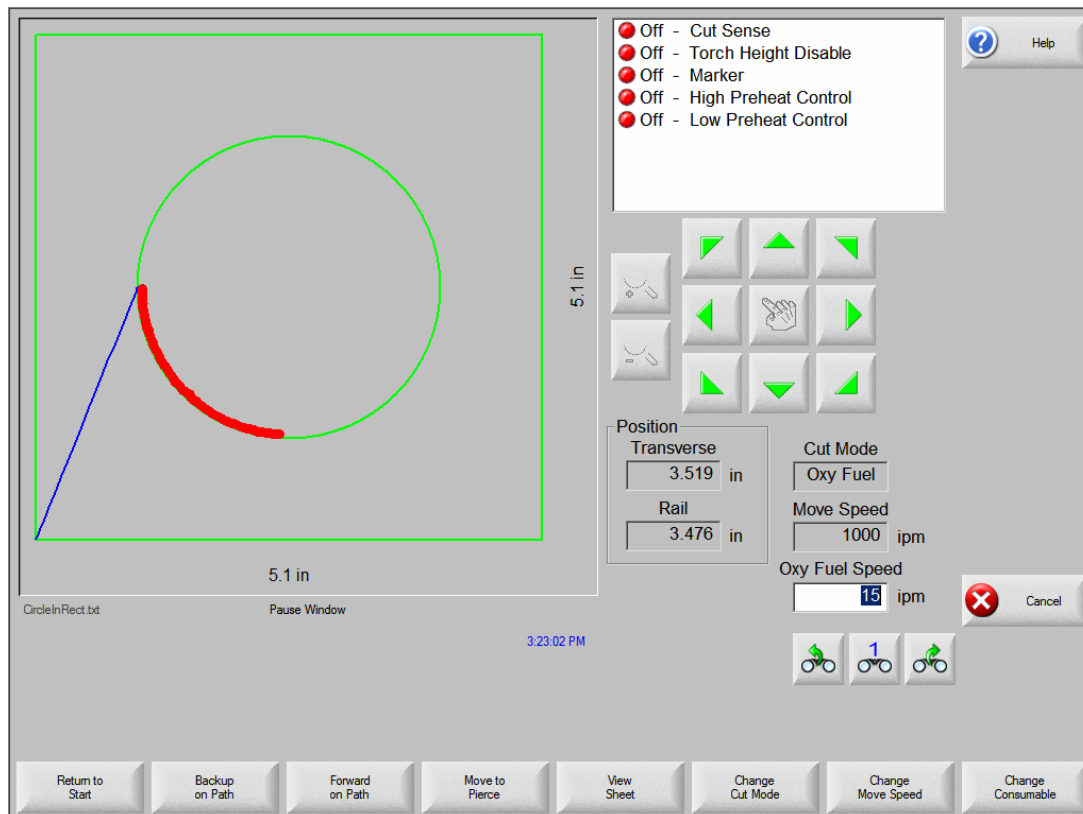 Off - Cut Sense
Off - Torch Height Disable
Off - Marker
Off - High Preheat Control
Off - Low Preheat Control
Help
5.1 in
5.1 in
CircleInRect.txt
Pause Window
3:23:02 PM
Position
Transverse
3.519 in
Rail
3.476 in
Cut Mode
Oxy Fuel
Move Speed
1000 ipm
Oxy Fuel Speed
15 ipm
Cancel
1
Return to
Start
Backup
on Path
Forward
on Path
Move to
Pierce
View
Sheet
Change
Cut Mode
Change
Move Speed
Change
Consumable